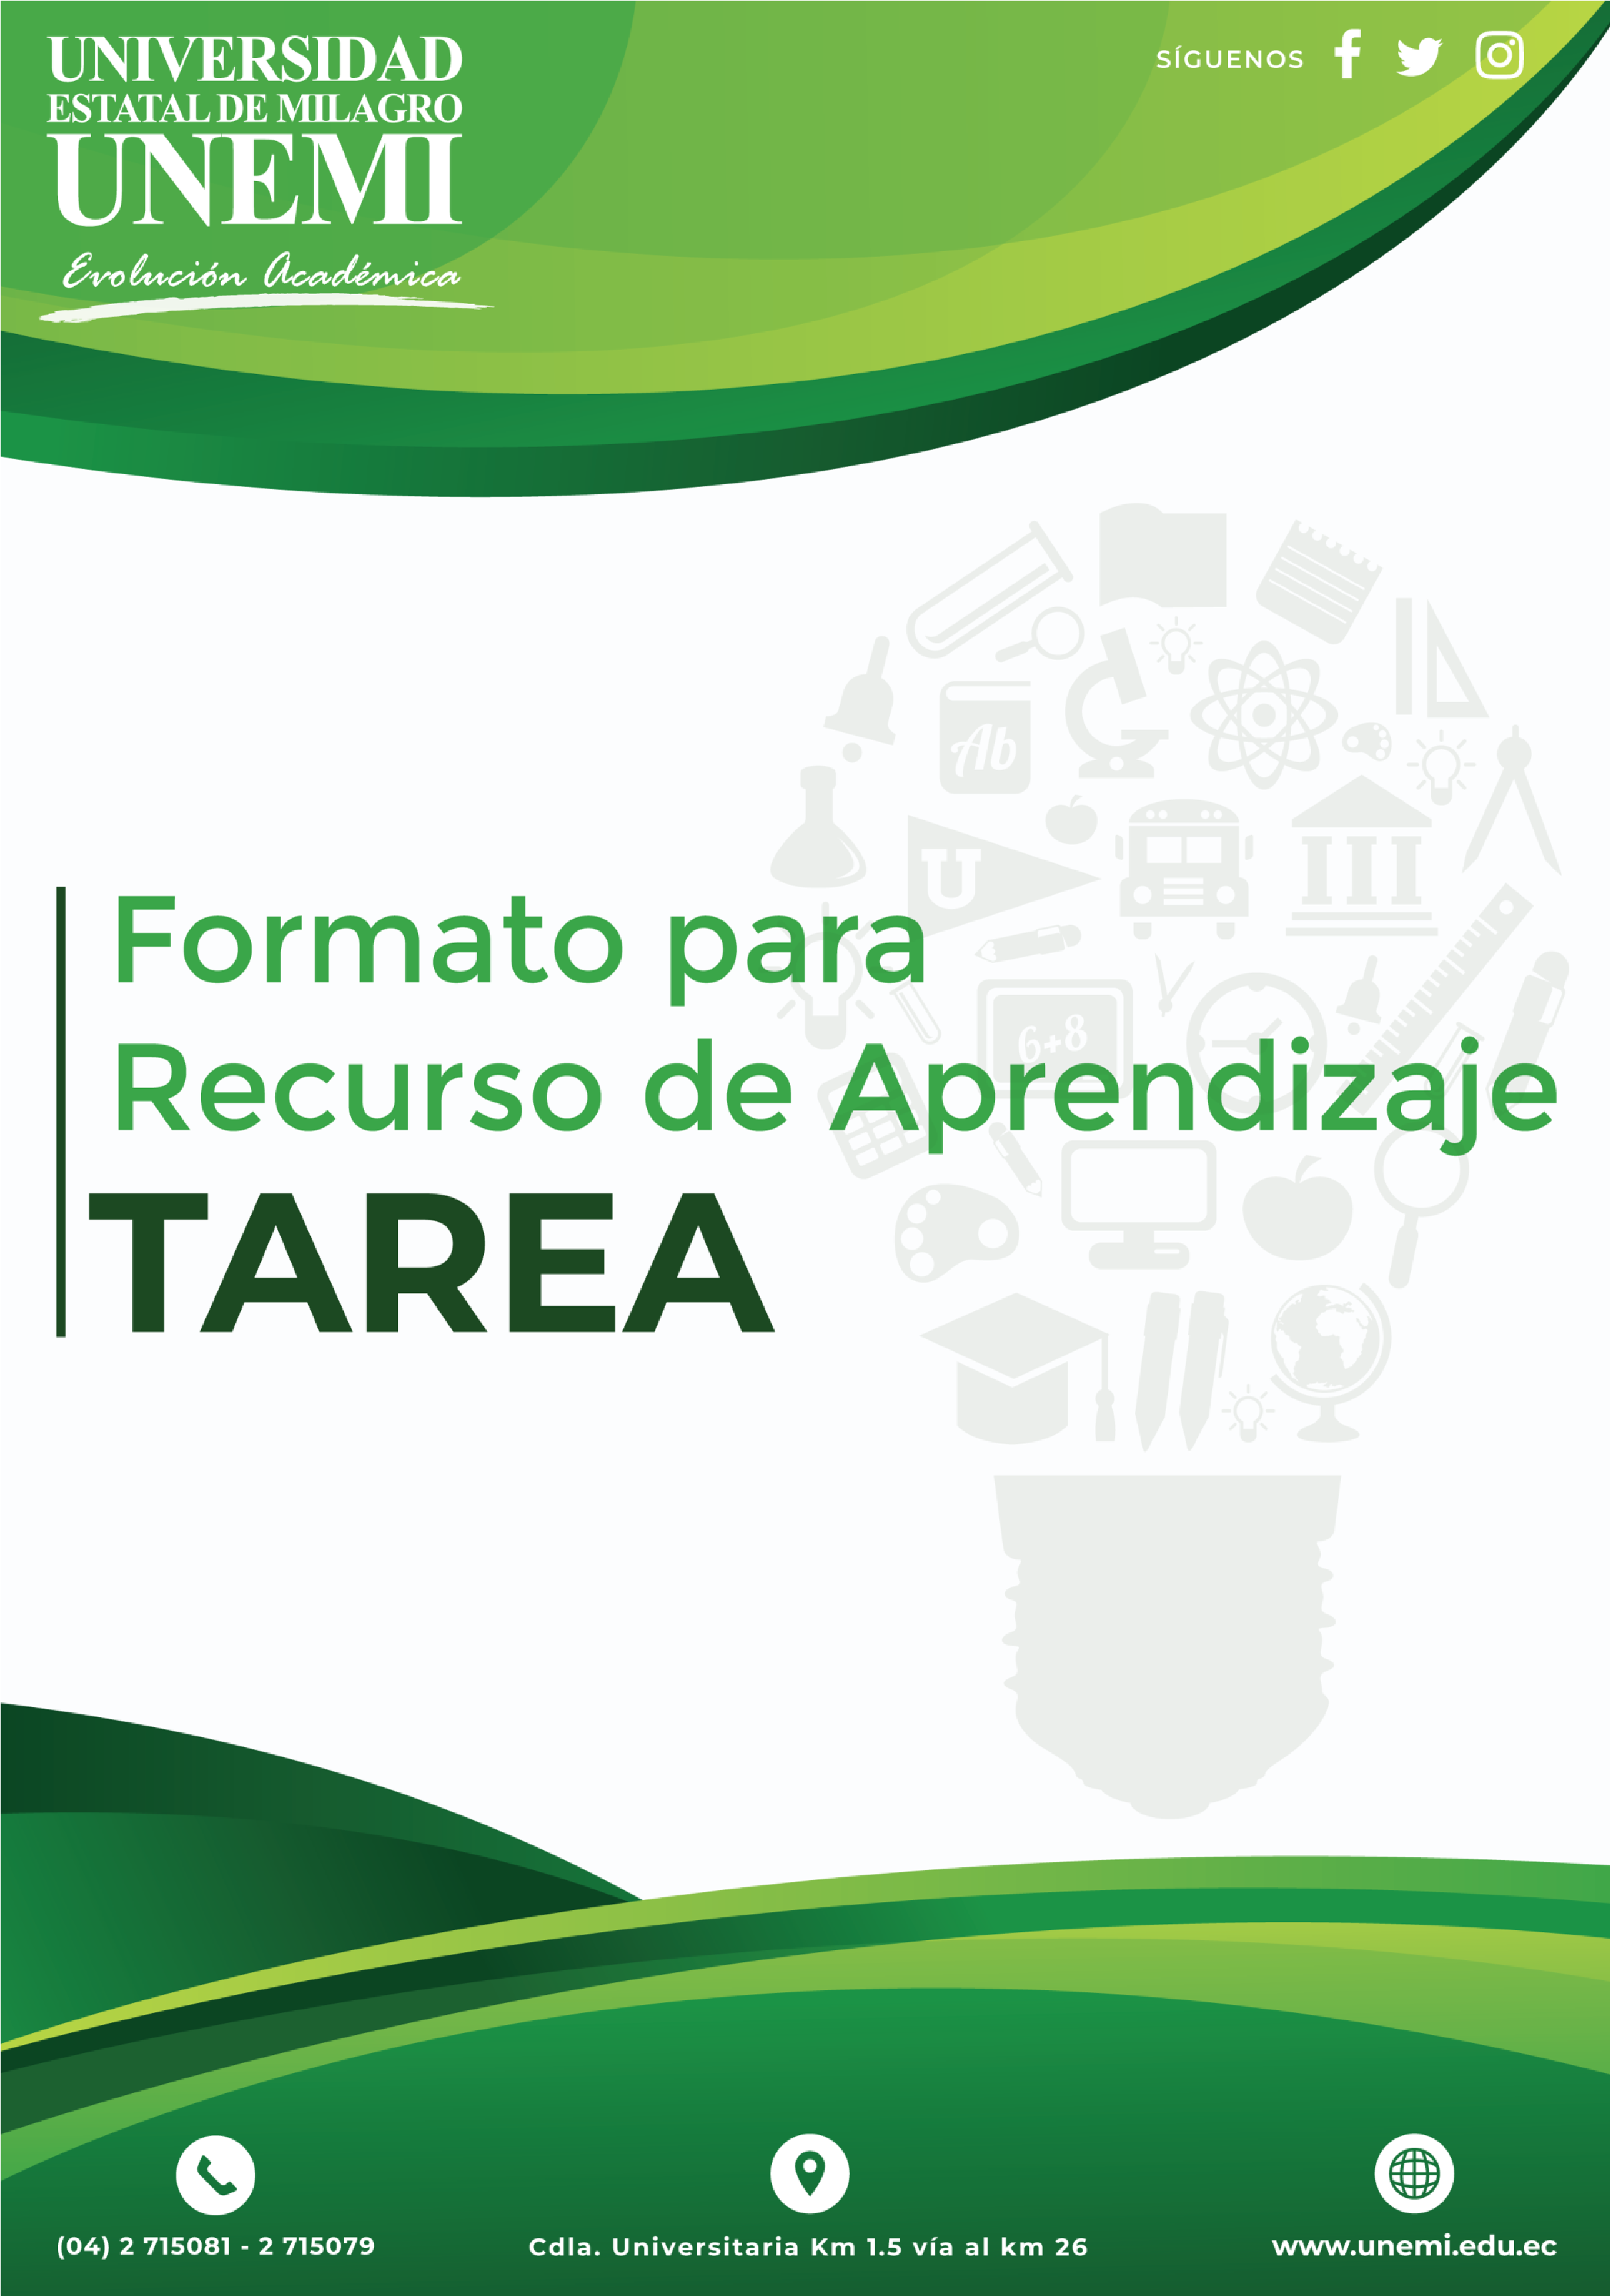 UNIVERSIDAD
ESTATAL DE MILAGRO
UNEMI
Evolución Académica
SÍGUENOS
Ab
U
6+8
Formato para
Recurso de Aprendizaje
TAREA
(04) 2 715081 - 2 715079
Cdla. Universitaria Km 1.5 vía al km 26
www.unemi.edu.ec